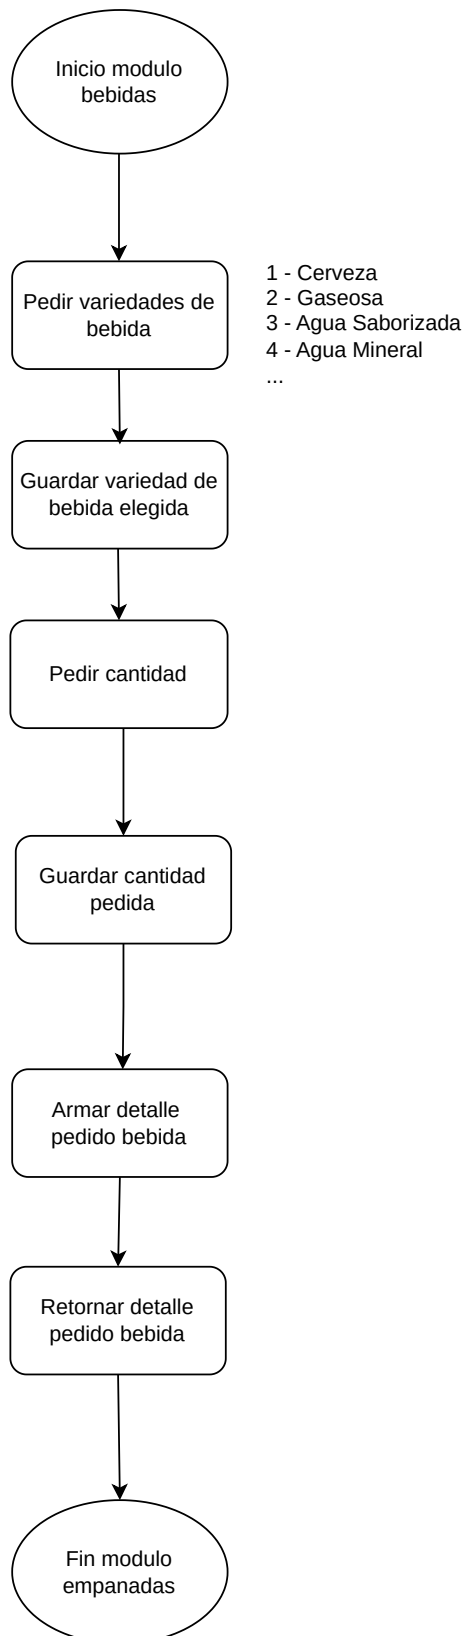 Inicio modulo
bebidas
Pedir variedades de
bebida
1 - Cerveza
2 - Gaseosa
3 - Agua Saborizada
4 - Agua Mineral
...
Guardar variedad de
bebida elegida
Pedir cantidad
Guardar cantidad
pedida
Armar detalle
pedido bebida
Retornar detalle
pedido bebida
Fin modulo
empanadas